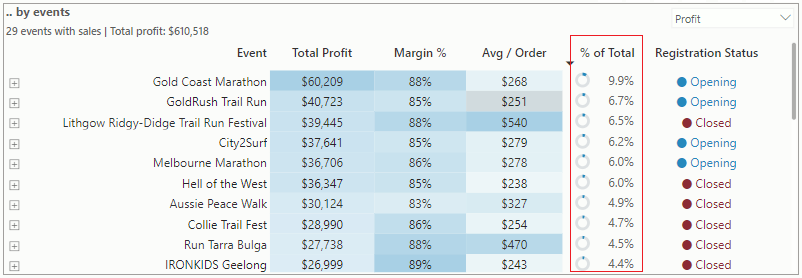 .. by events
Profit
29 events with sales | Total profit: $610,518
Event Total Profit Margin % Avg / Order % of Total Registration Status
Gold Coast Marathon $60,209 88% $268 9.9% Opening
GoldRush Trail Run $40,723 85% $251 6.7% Opening
Lithgow Ridgy-Didge Trail Run Festival $39,445 88% $540 6.5% Closed
City2Surf $37,641 85% $279 6.2% Opening
Melbourne Marathon $36,706 86% $278 6.0% Opening
Hell of the West $36,347 85% $238 6.0% Closed
Aussie Peace Walk $30,124 83% $327 4.9% Closed
Collie Trail Fest $28,990 86% $254 4.7% Closed
Run Tarra Bulga $27,738 88% $470 4.5% Closed
IRONKIDS Geelong $26,999 89% $243 4.4% Closed